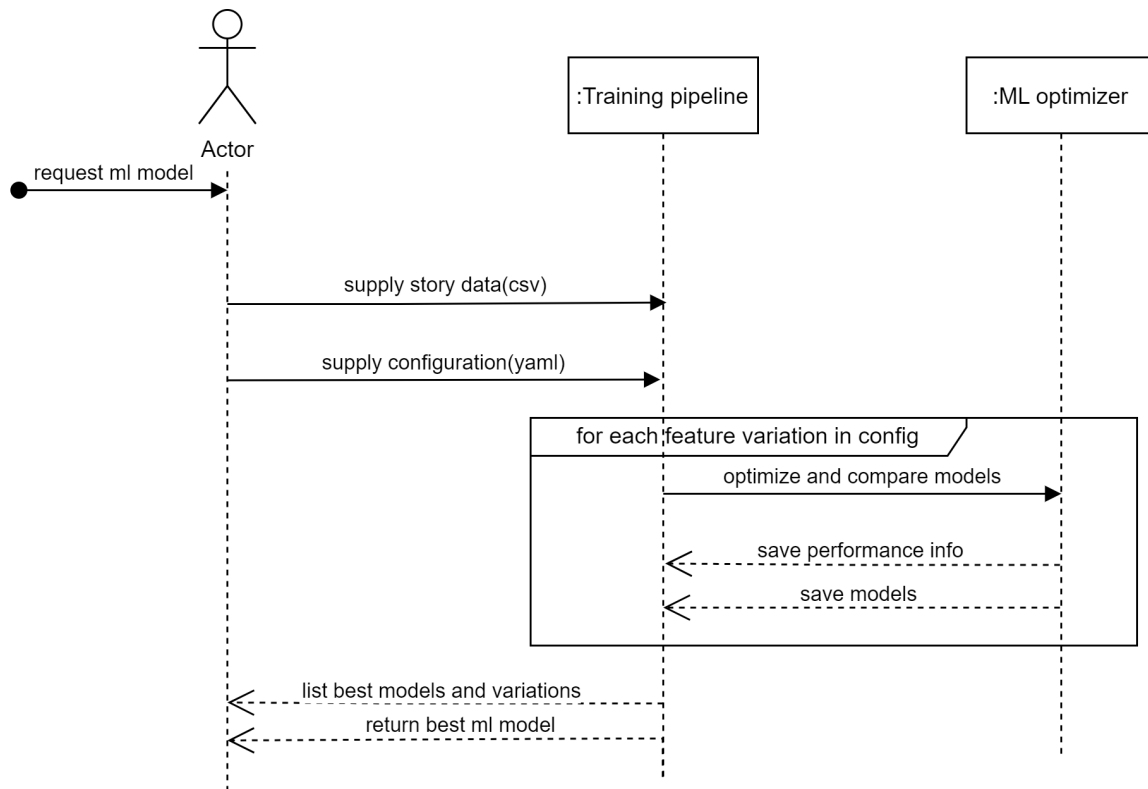 :Training pipeline
:ML optimizer
Actor
request ml model
supply story data(csv)
supply configuration(yaml)
for each feature variation in config
optimize and compare models
save performance info
save models
list best models and variations
return best ml model